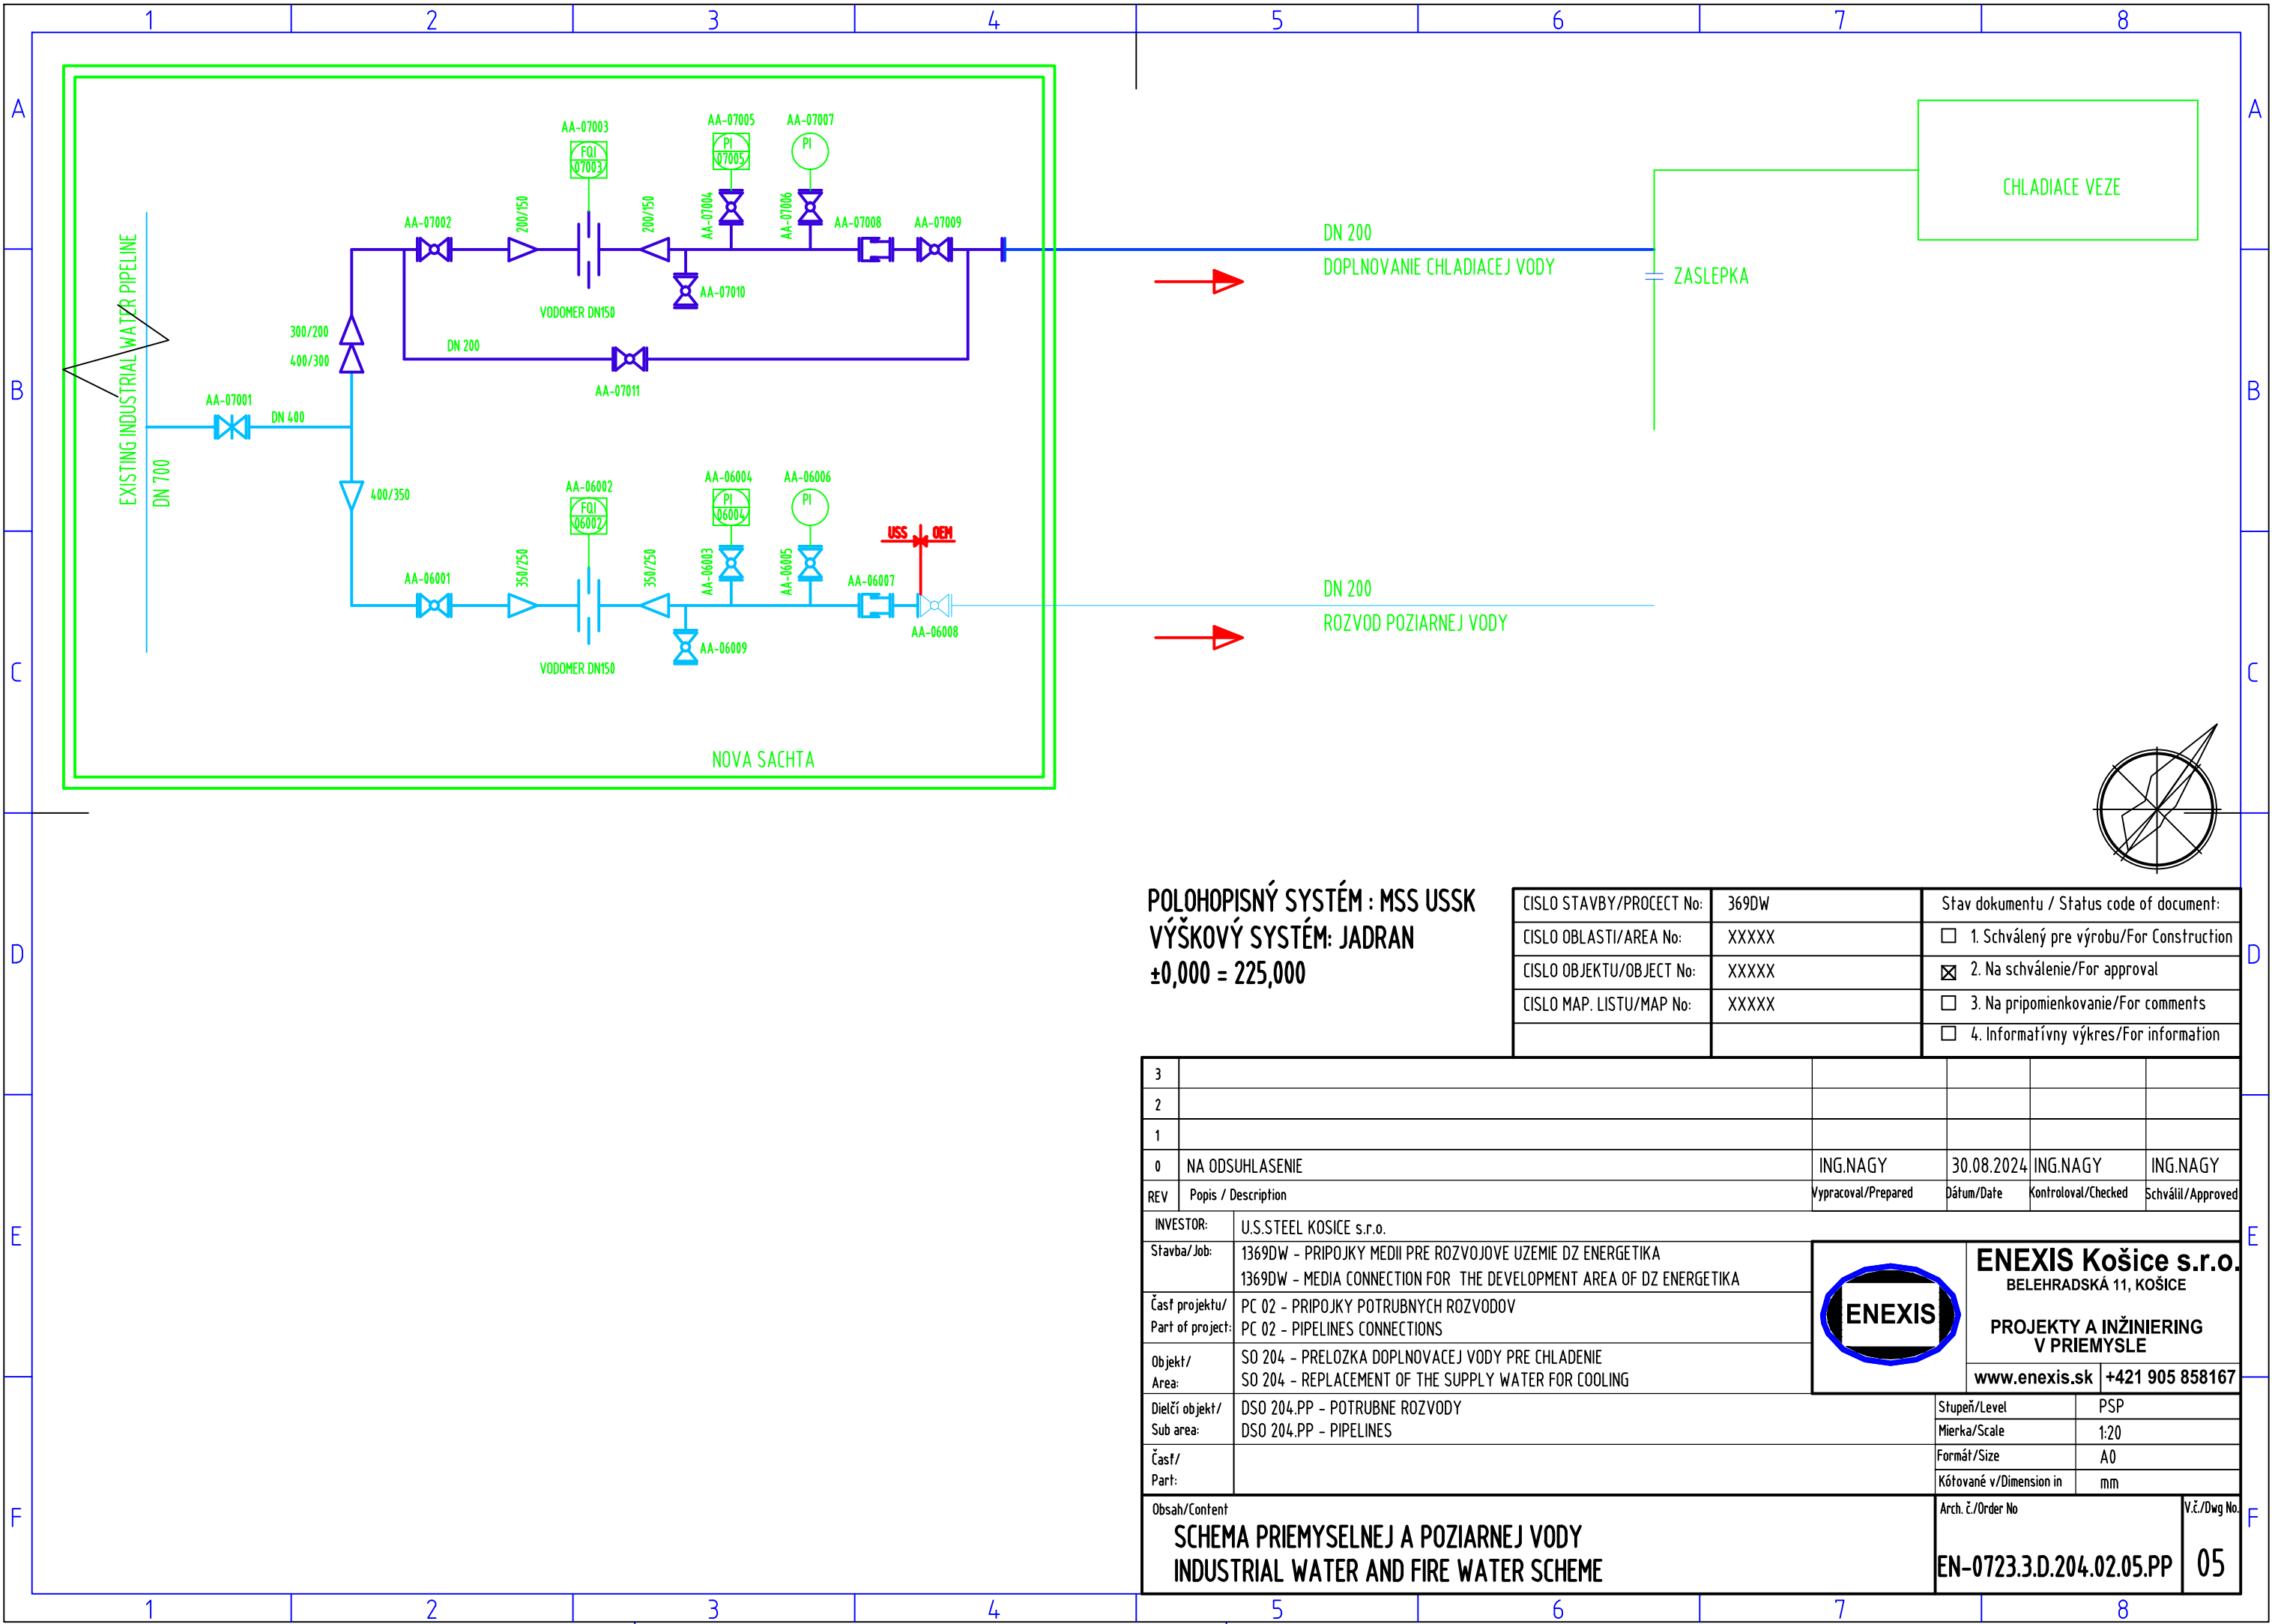 1 2 3 4 5 6 7 8
A A
AA-07003
FQI
07003
AA-07005
PI
07005
AA-07007
PI
CHLADIACE VEZE
200/150
200/150
AA-07004
AA-07006
AA-07002
AA-07008
AA-07009
DN 200
DOPLNOVANIE CHLADIACEJ VODY
ZASLEPKA
AA-07010
VODOMER DN150
EXISTING INDUSTRIAL WATER PIPELINE
DN 700
300/200
400/300
DN 200
AA-07011
B B
AA-07001
DN 400
400/350
AA-06002
FQI
06002
AA-06004
PI
06004
AA-06006
PI
USS OEM
350/250
350/250
AA-06003
AA-06005
AA-06001
AA-06007
AA-06008
DN 200
ROZVOD POZIARNEJ VODY
AA-06009
VODOMER DN150
C C
NOVA SACHTA
POLOHOPISNÝ SYSTÉM : MSS USSK
VÝŠKOVÝ SYSTÉM: JADRAN
±0,000 = 225,000
D D
CISLO STAVBY/PROCECT No: 369DW
CISLO OBLASTI/AREA No: XXXXX
CISLO OBJEKTU/OBJECT No: XXXXX
CISLO MAP. LISTU/MAP No: XXXXX
Stav dokumentu / Status code of document:
1. Schválený pre výrobu/For Construction
2. Na schválenie/For approval
3. Na pripomienkovanie/For comments
4. Informatívny výkres/For information
3
2
1
0 NA ODSUHLASENIE ING.NAGY 30.08.2024 ING.NAGY ING.NAGY
REV Popis / Description Vypracoval/Prepared Dátum/Date Kontroloval/Checked Schválil/Approved
E E
INVESTOR: U.S.STEEL KOSICE s.r.o.
Stavba/Job: 1369DW - PRIPOJKY MEDII PRE ROZVOJOVE UZEMIE DZ ENERGETIKA
1369DW - MEDIA CONNECTION FOR THE DEVELOPMENT AREA OF DZ ENERGETIKA
Časť projektu/ PC 02 - PRIPOJKY POTRUBNYCH ROZVODOV
Part of project: PC 02 - PIPELINES CONNECTIONS
Objekt/ SO 204 - PRELOZKA DOPLNOVACEJ VODY PRE CHLADENIE
Area: SO 204 - REPLACEMENT OF THE SUPPLY WATER FOR COOLING
Dielčí objekt/ DSO 204.PP - POTRUBNE ROZVODY
Sub area: DSO 204.PP - PIPELINES
Časť/
Part:
ENEXIS
ENEXIS Košice s.r.o.
BELEHRADSKÁ 11, KOŠICE
PROJEKTY A INŽINIERING
V PRIEMYSLE
www.enexis.sk +421 905 858167
Stupeň/Level PSP
Mierka/Scale 1:20
Formát/Size A0
Kótované v/Dimension in mm
F F
Obsah/Content
SCHEMA PRIEMYSELNEJ A POZIARNEJ VODY
INDUSTRIAL WATER AND FIRE WATER SCHEME
Arch. č./Order No
EN-0723.3.D.204.02.05.PP
V.č./Dwg No.
05
1 2 3 4 5 6 7 8